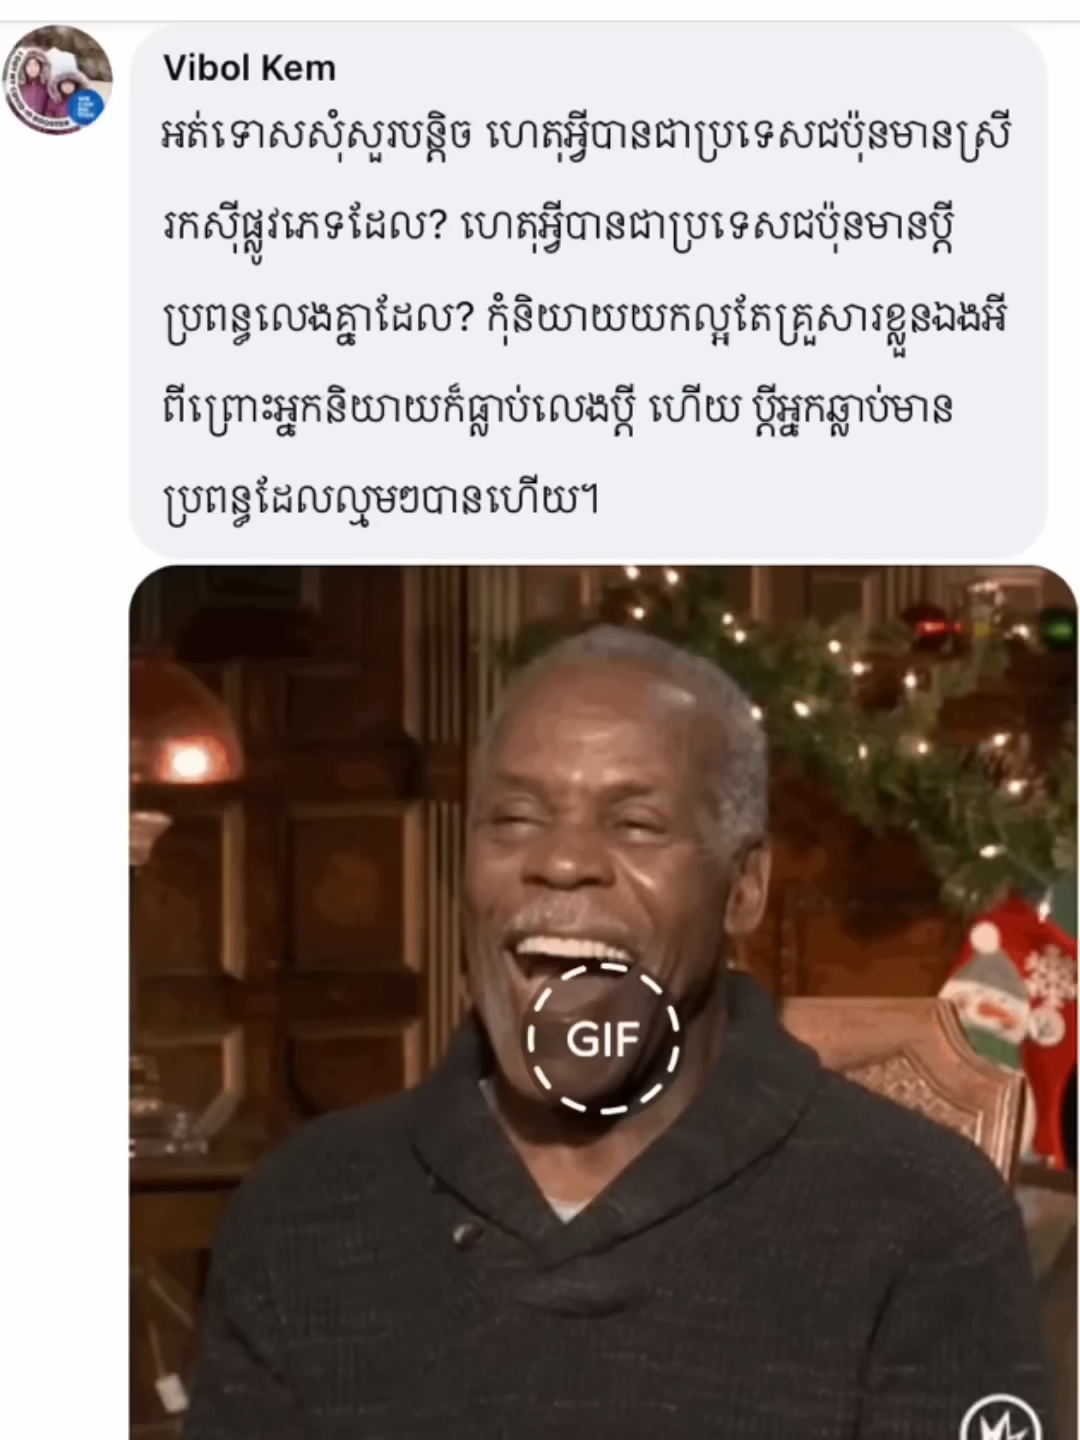 Vibol Kem
អត់ទោសសុំសួរបន្តិច ហេតុអ្វីបានជាប្រទេសជប៉ុនមានស្រី
រកស៊ីផ្លូវភេទដែល? ហេតុអ្វីបានជាប្រទេសជប៉ុនមានប្តី
ប្រពន្ធលេងគ្នាដែល? កុំនិយាយយកល្អតែគ្រួសារខ្លួនឯងអី
ពីព្រោះអ្នកនិយាយក៏ធ្លាប់លេងប្តី ហើយ ប្តីអ្នកឆ្លាប់មាន
ប្រពន្ធដែលល្មមៗបានហើយ។
GIF